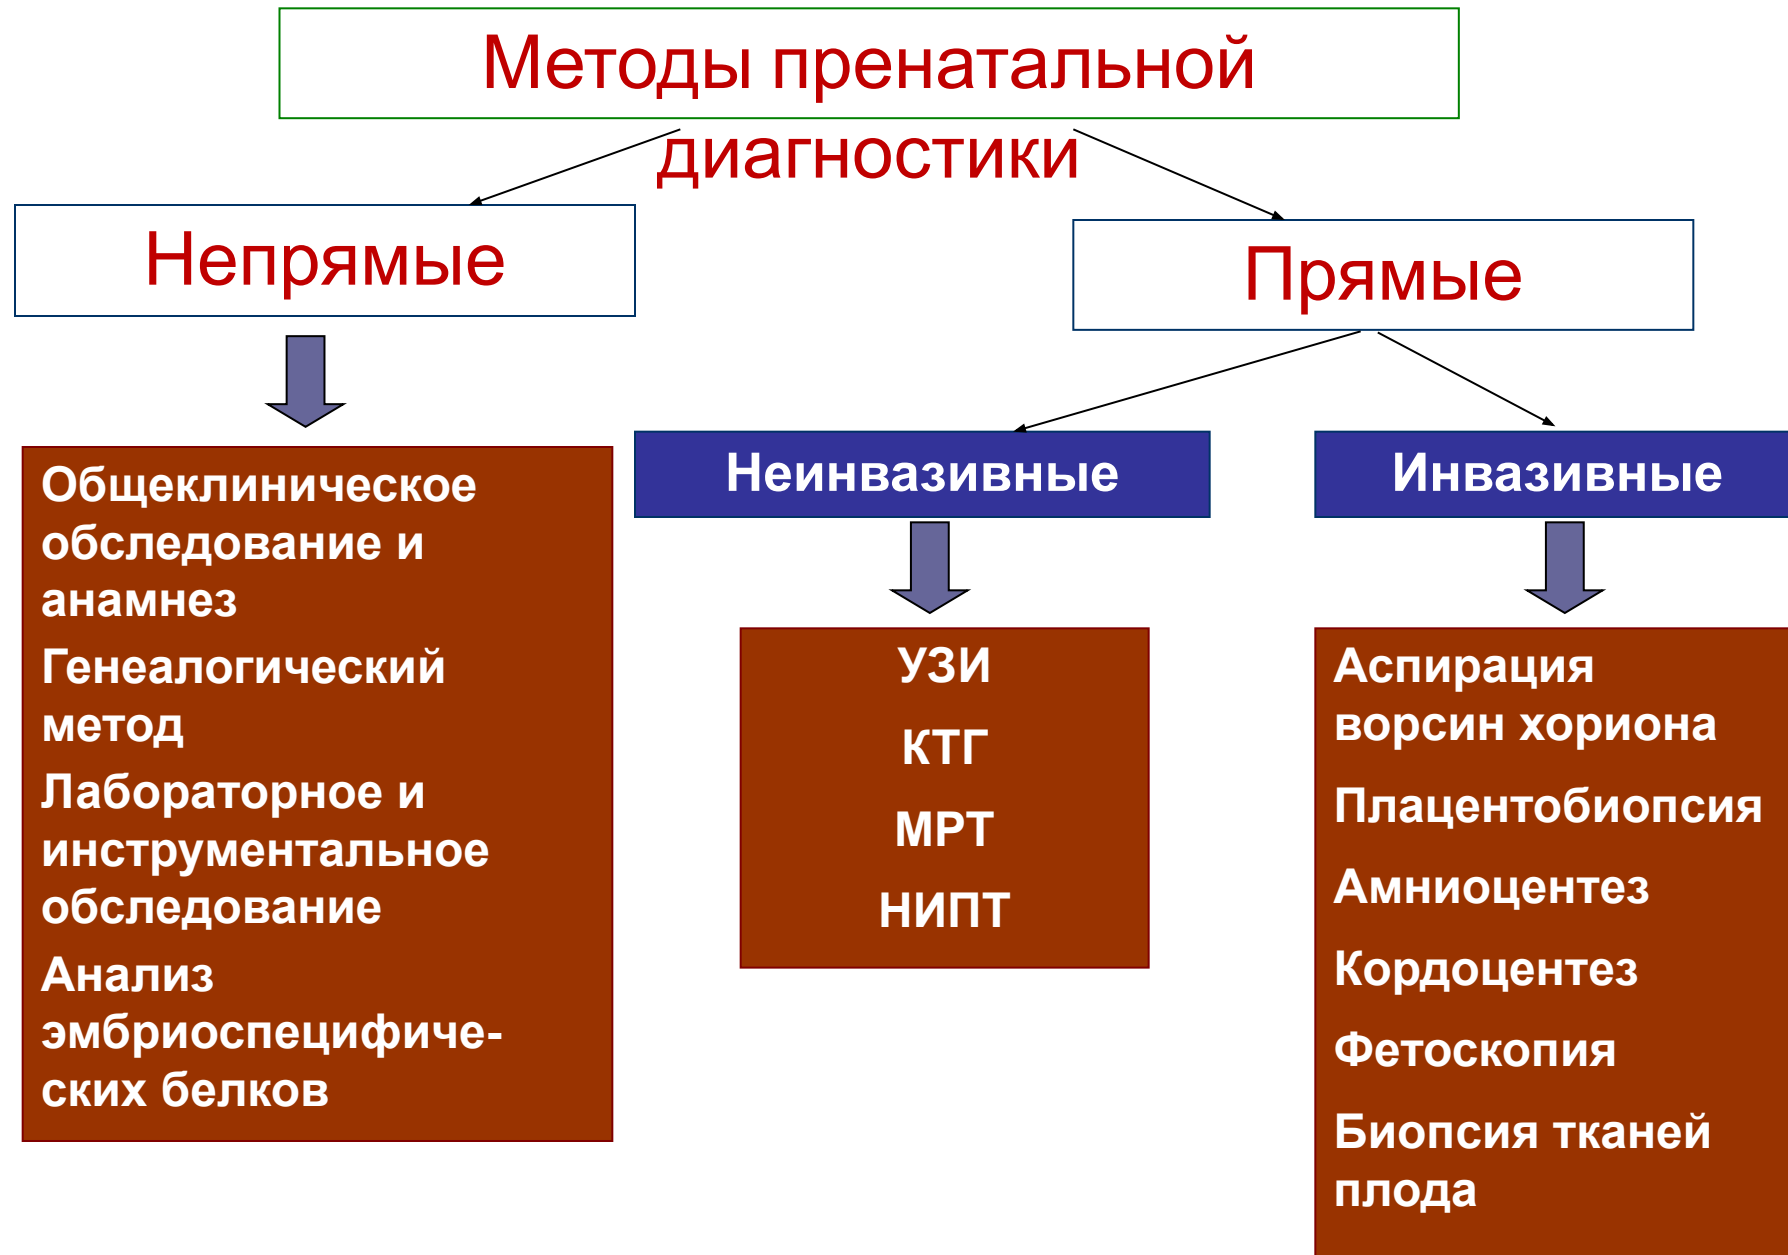 Методы пренатальной
диагностики
Непрямые
Прямые
Общеклиническое
обследование и
анамнез
Генеалогический
метод
Лабораторное и
инструментальное
обследование
Анализ
эмбриоспецифиче-
ских белков
Неинвазивные
УЗИ
КТГ
МРТ
НИПТ
Инвазивные
Аспирация
ворсин хориона
Плацентобиопсия
Амниоцентез
Кордоцентез
Фетоскопия
Биопсия тканей
плода